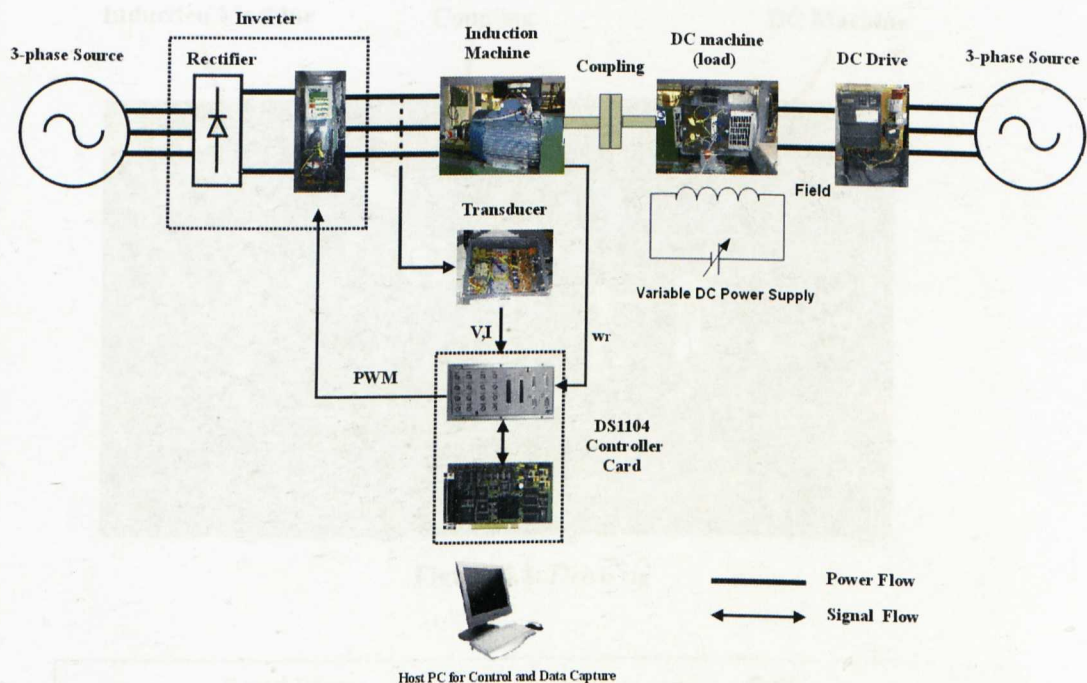 Inverter
3-phase Source
Rectifier
Induction
Machine
Coupling
DC machine
(load)
DC Drive
3-phase Source
Transducer
Field
Variable DC Power Supply
V,I
wr
PWM
DS1104
Controller
Card
Power Flow
Signal Flow
Host PC for Control and Data Capture